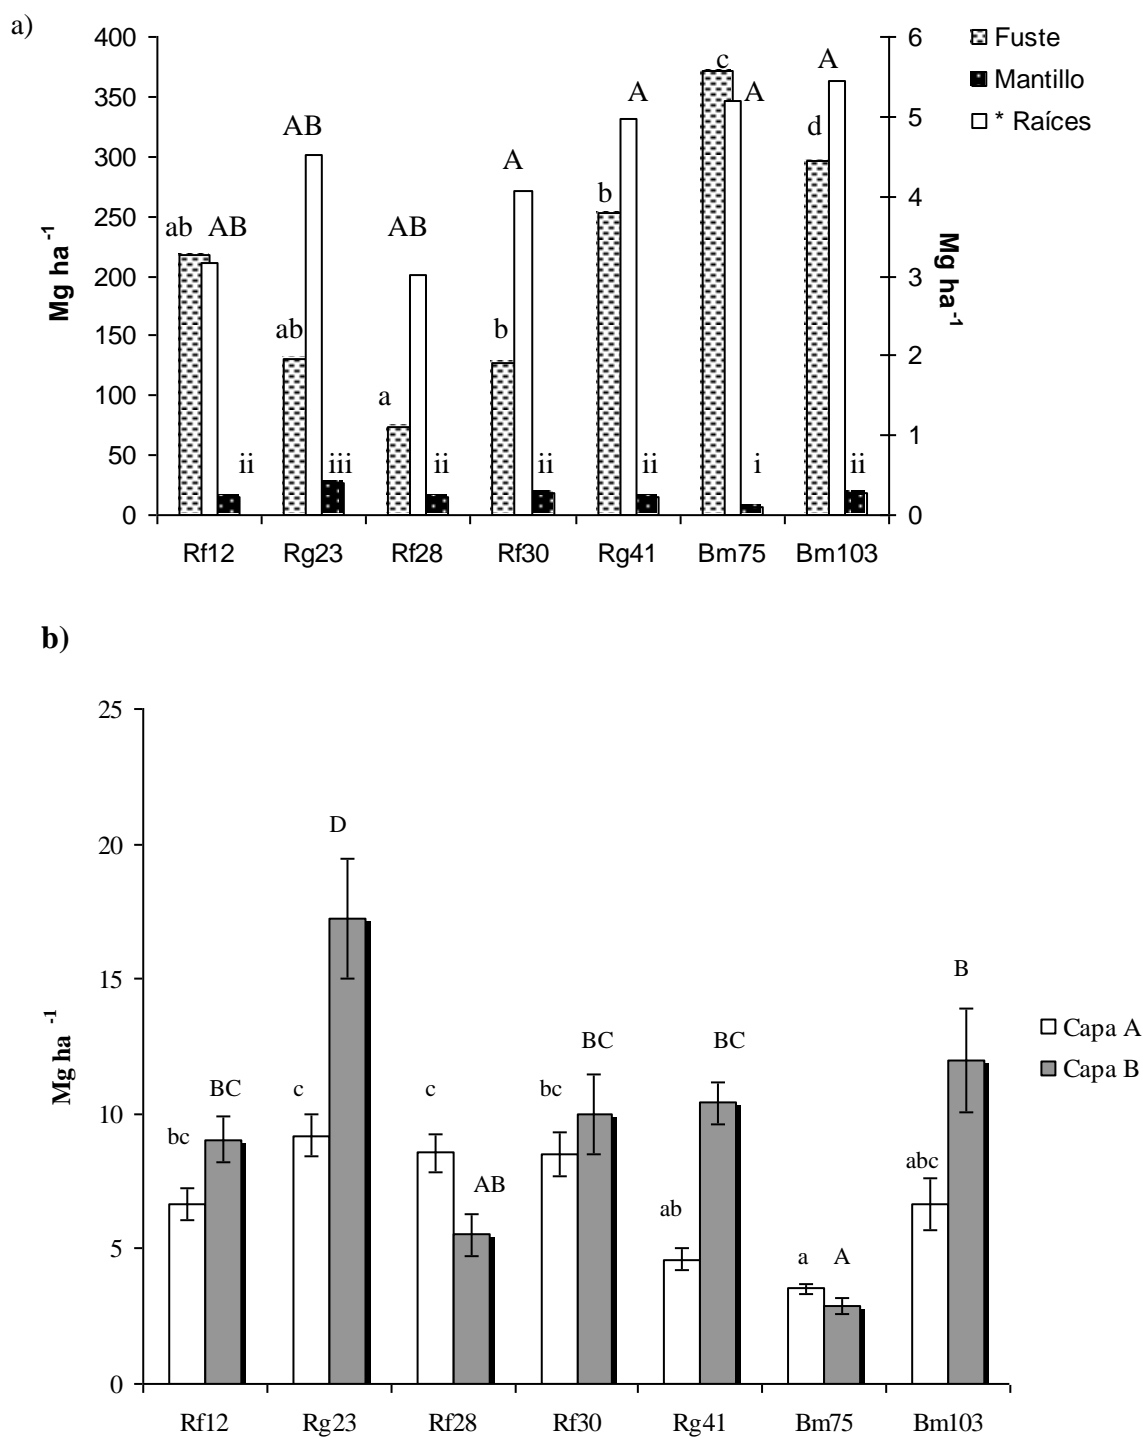 a)
400
350
300
250
200
150
100
50
0
Mg ha -1
6
5
4
3
2
1
0
Mg ha -1
Fuste
Mantillo
* Raíces
ab AB ii
ab AB iii
a AB ii
b A ii
b A ii
c A i
d A ii
Rf12 Rg23 Rf28 Rf30 Rg41 Bm75 Bm103
b)
25
20
15
10
5
0
Mg ha -1
bc BC
c D
c AB
bc BC
ab BC
a A
abc B
Capa A
Capa B
Rf12 Rg23 Rf28 Rf30 Rg41 Bm75 Bm103